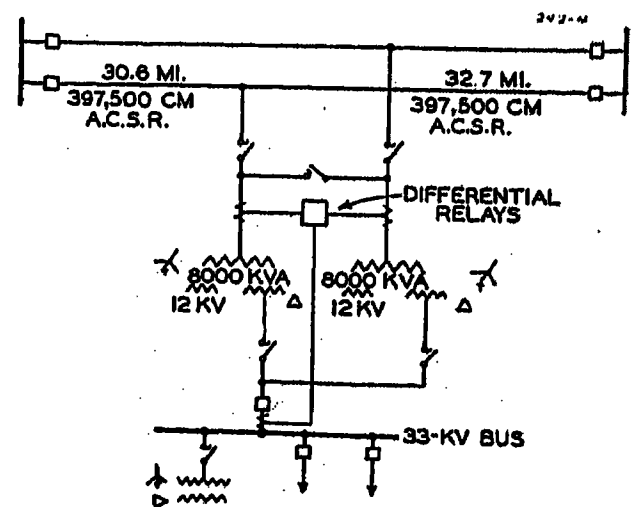 30.6 MI.
397,500 CM
A.C.S.R.
32.7 MI.
397,500 CM
A.C.S.R.
DIFFERENTIAL
RELAYS
8000 KVA
12 KV
8000 KVA
12 KV
33-KV BUS